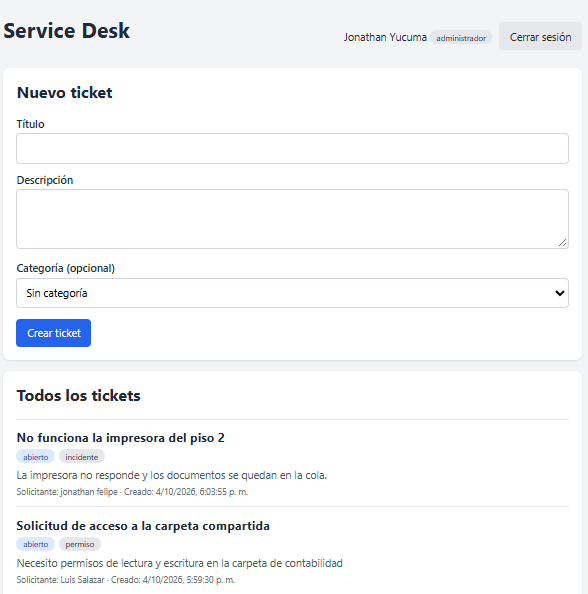 Service Desk
Jonathan Yucuma administrador Cerrar sesión
Nuevo ticket
Título
Descripción
Categoría (opcional)
Sin categoría
Crear ticket
Todos los tickets
No funciona la impresora del piso 2
abierto incidente
La impresora no responde y los documentos se quedan en la cola.
Solicitante: jonathan felipe · Creado: 4/10/2026, 6:03:55 p. m.
Solicitud de acceso a la carpeta compartida
abierto permiso
Necesito permisos de lectura y escritura en la carpeta de contabilidad
Solicitante: Luis Salazar · Creado: 4/10/2026, 5:59:30 p. m.